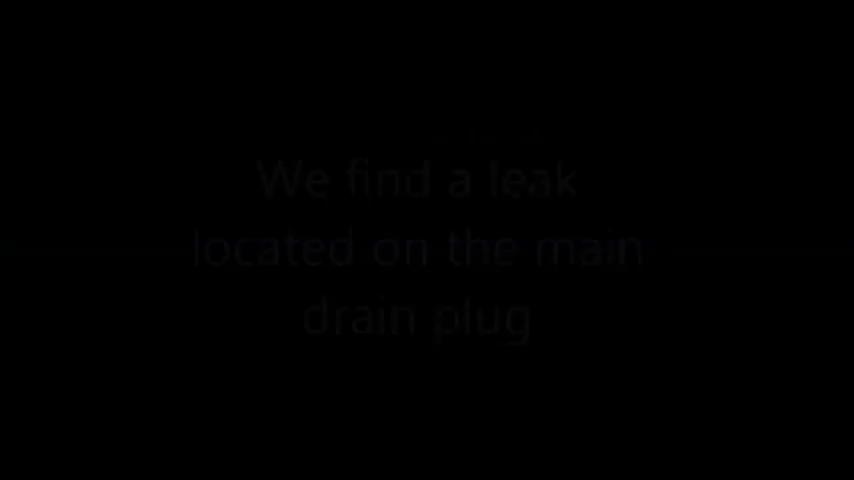 We find a leak
located on the main
drain plug